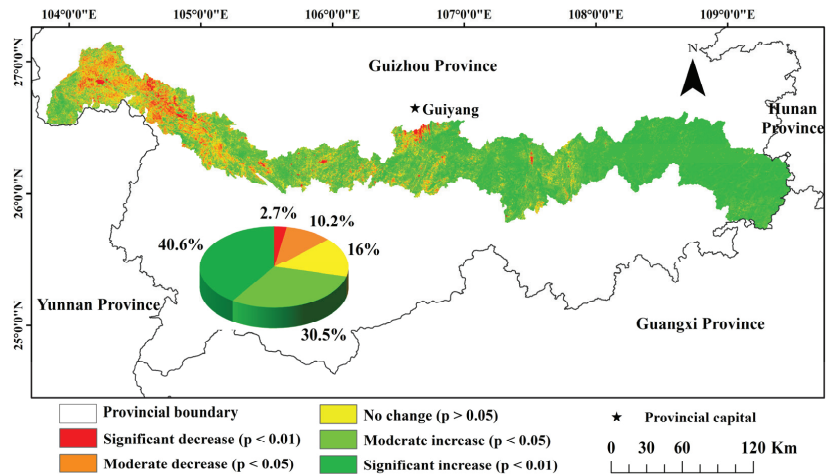 104°0'0"E 105°0'0"E 106°0'0"E 107°0'0"E 108°0'0"E 109°0'0"E
27°0'0"N
26°0'0"N
25°0'0"N
N
Guizhou Province
Guiyang
Hunan
Province
2.7%
10.2%
16%
40.6%
30.5%
Yunnan Province
Guangxi Province
Provincial boundary
Significant decrease (p < 0.01)
Moderate decrease (p < 0.05)
No change (p > 0.05)
Moderate increase (p < 0.05)
Significant increase (p < 0.01)
Provincial capital
0 30 60 120 Km